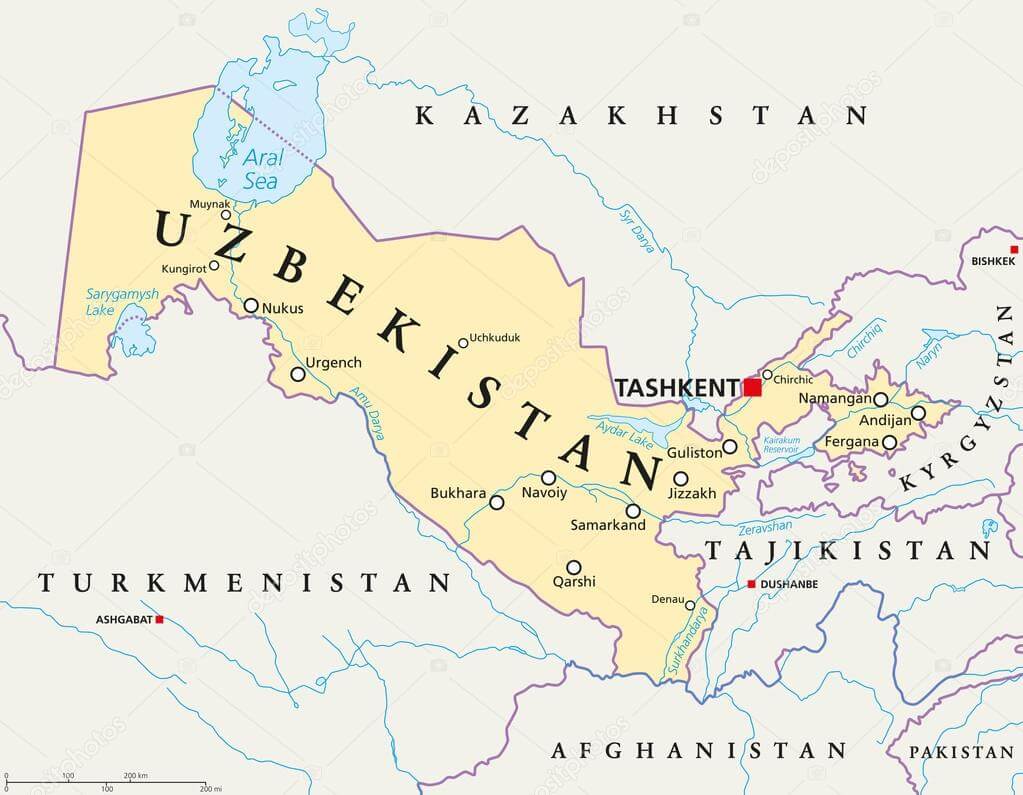 KAZAKHSTAN
Aral
Sea
Muynak
UZBEKISTAN
Syr Darya
BISHKEK
Kungirot
Sarygamysh
Lake
Nukus
Uchkuduk
Chirchiq
Naryn
Urgench
TASHKENT
Chirchic
Namangan
Amu Darya
Andijan
Aydar Lake
Guliston
Kairakum
Reservoir
Fergana
KYRGYZSTAN
Bukhara
Navoiy
Jizzakh
Samarkand
Zeravshan
TAJIKISTAN
TURKMENISTAN
Qarshi
DUSHANBE
Denau
ASHGABAT
Surkhandarya
AFGHANISTAN
PAKISTAN
0 100 200 km
0 100 200 mi
depositphotos